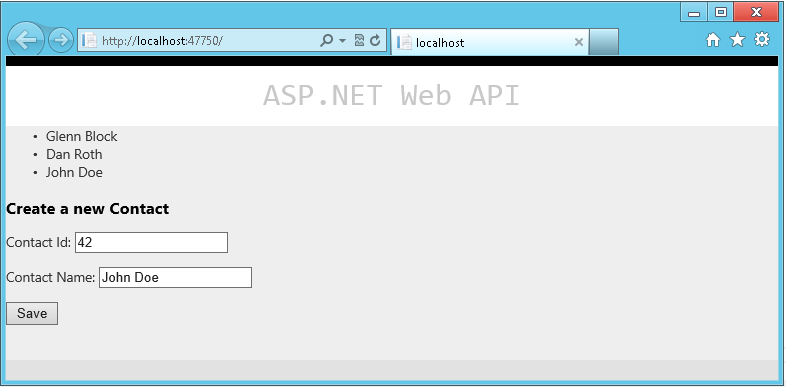 http://localhost:47750/
localhost
ASP.NET Web API
• Glenn Block
• Dan Roth
• John Doe
Create a new Contact
Contact Id: 42
Contact Name: John Doe
Save